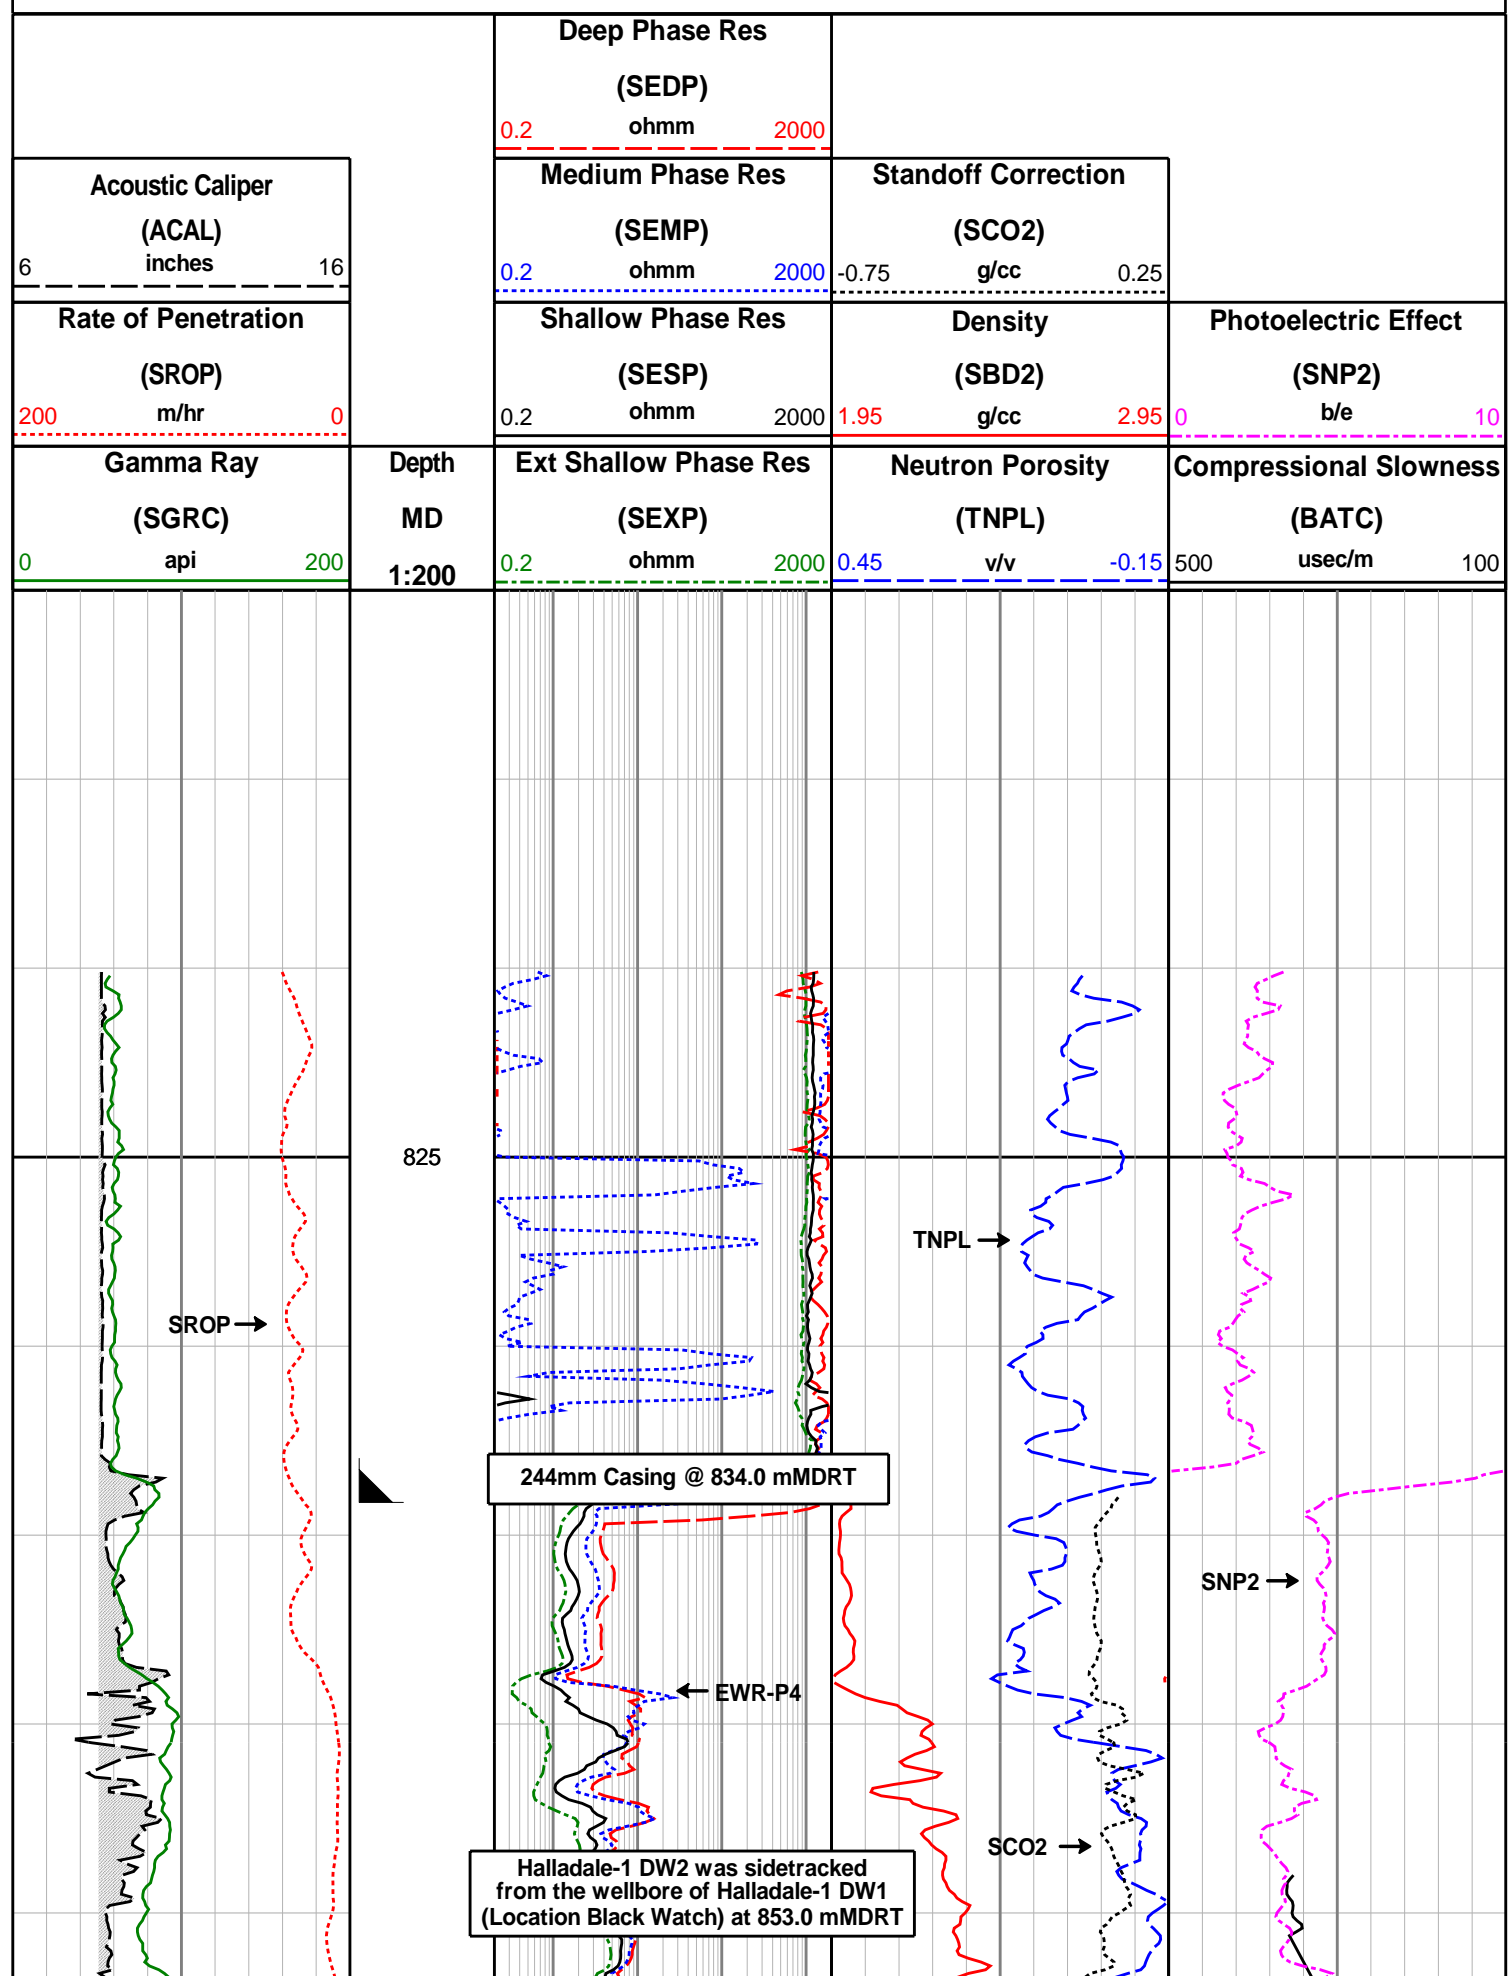 Deep Phase Res
(SEDP)
0.2 ohmm 2000
Acoustic Caliper
(ACAL)
6 inches 16
Medium Phase Res
(SEMP)
0.2 ohmm 2000
Standoff Correction
(SCO2)
-0.75 g/cc 0.25
Rate of Penetration
(SROP)
200 m/hr 0
Shallow Phase Res
(SESP)
0.2 ohmm 2000
Density
(SBD2)
1.95 g/cc 2.95
Photoelectric Effect
(SNP2)
0 b/e 10
Gamma Ray
(SGRC)
0 api 200
Depth
MD
1:200
Ext Shallow Phase Res
(SEXP)
0.2 ohmm 2000
Neutron Porosity
(TNPL)
0.45 v/v -0.15
Compressional Slowness
(BATC)
500 usec/m 100
825
TNPL
SROP
244mm Casing @ 834.0 mMDRT
SNP2
EWR-P4
SCO2
Halladale-1 DW2 was sidetracked
from the wellbore of Halladale-1 DW1
(Location Black Watch) at 853.0 mMDRT